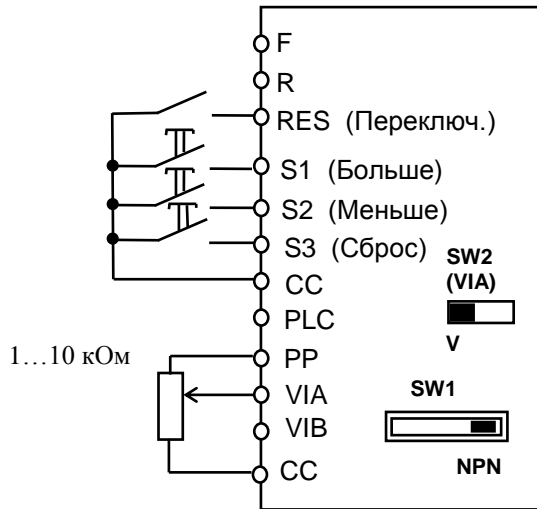 F
R
RES (Переключ.)
S1 (Больше)
S2 (Меньше)
S3 (Сброс)
SW2
(VIA)
CC
PLC
V
1…10 кОм
PP
VIA
SW1
VIB
CC
NPN